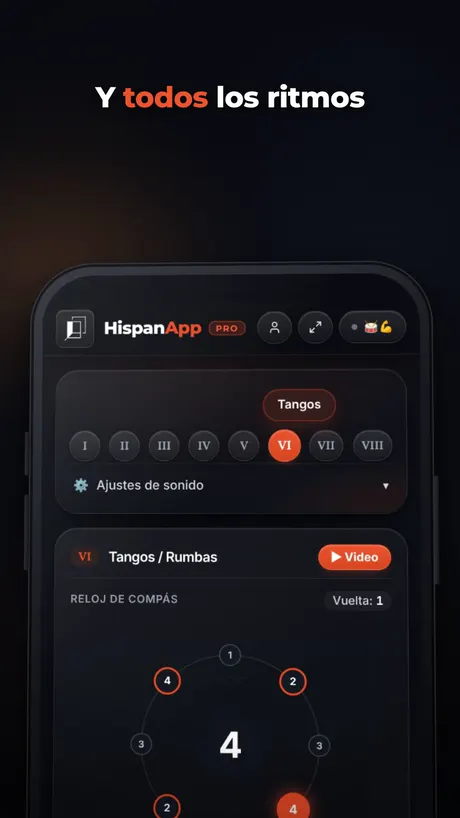 Y todos los ritmos
HispanApp PRO 🥁💪
Tangos
I II III IV V VI VII VIII
⚙️ Ajustes de sonido ▼
VI Tangos / Rumbas ▶ Video
RELOJ DE COMPÁS Vuelta: 1
1
4 2
3 4 3
2 4